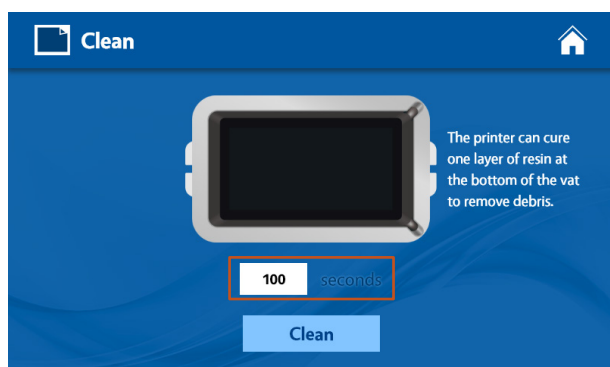 Clean
The printer can cure
one layer of resin at
the bottom of the vat
to remove debris.
100 seconds
Clean